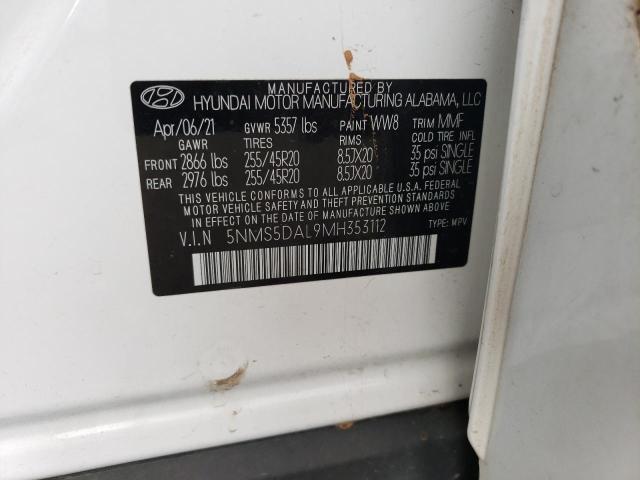 MANUFACTURED BY
HYUNDAI MOTOR MANUFACTURING ALABAMA, LLC
Apr/06/21 GVWR 5357 lbs PAINT WW8 TRIM MMF
GAWR TIRES RIMS COLD TIRE INFL
FRONT 2866 lbs 255/45R20 8.5JX20 35 psi SINGLE
REAR 2976 lbs 255/45R20 8.5JX20 35 psi SINGLE
THIS VEHICLE CONFORMS TO ALL APPLICABLE U.S.A. FEDERAL
MOTOR VEHICLE SAFETY AND THEFT PREVENTION STANDARDS
IN EFFECT ON THE DATE OF MANUFACTURE SHOWN ABOVE.
V.I.N 5NMS5DAL9MH353112 TYPE: MPV